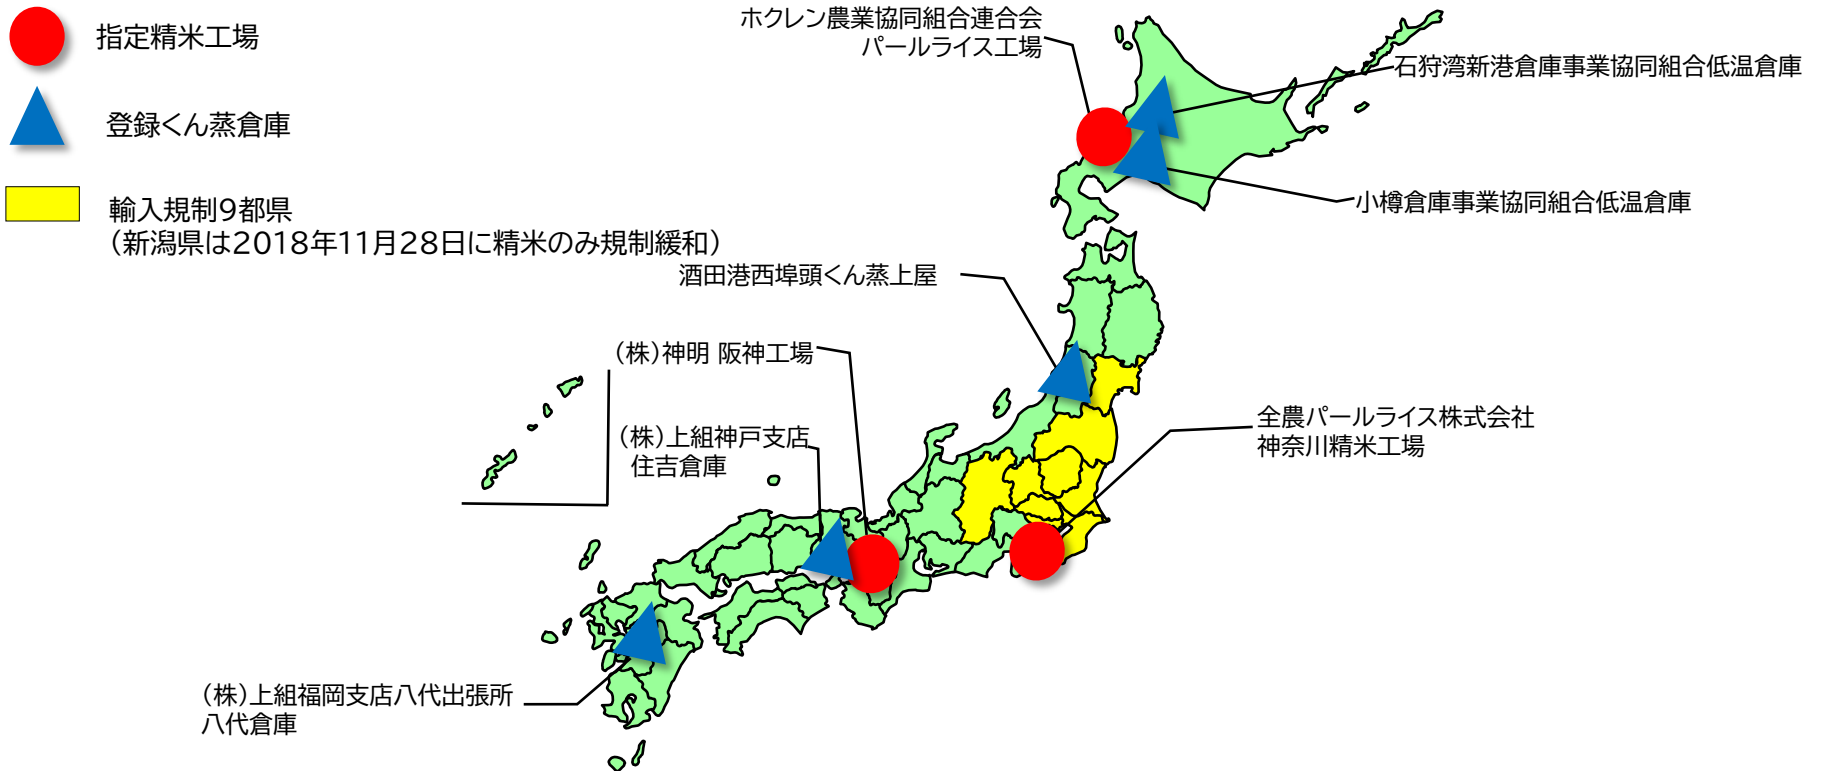 指定精米工場
登録くん蒸倉庫
輸入規制9都県
（新潟県は2018年11月28日に精米のみ規制緩和）
ホクレン農業協同組合連合会
パールライス工場
石狩湾新港倉庫事業協同組合低温倉庫
小樽倉庫事業協同組合低温倉庫
酒田港西埠頭くん蒸上屋
（株）神明 阪神工場
（株）上組神戸支店
住吉倉庫
全農パールライス株式会社
神奈川精米工場
（株）上組福岡支店八代出張所
八代倉庫